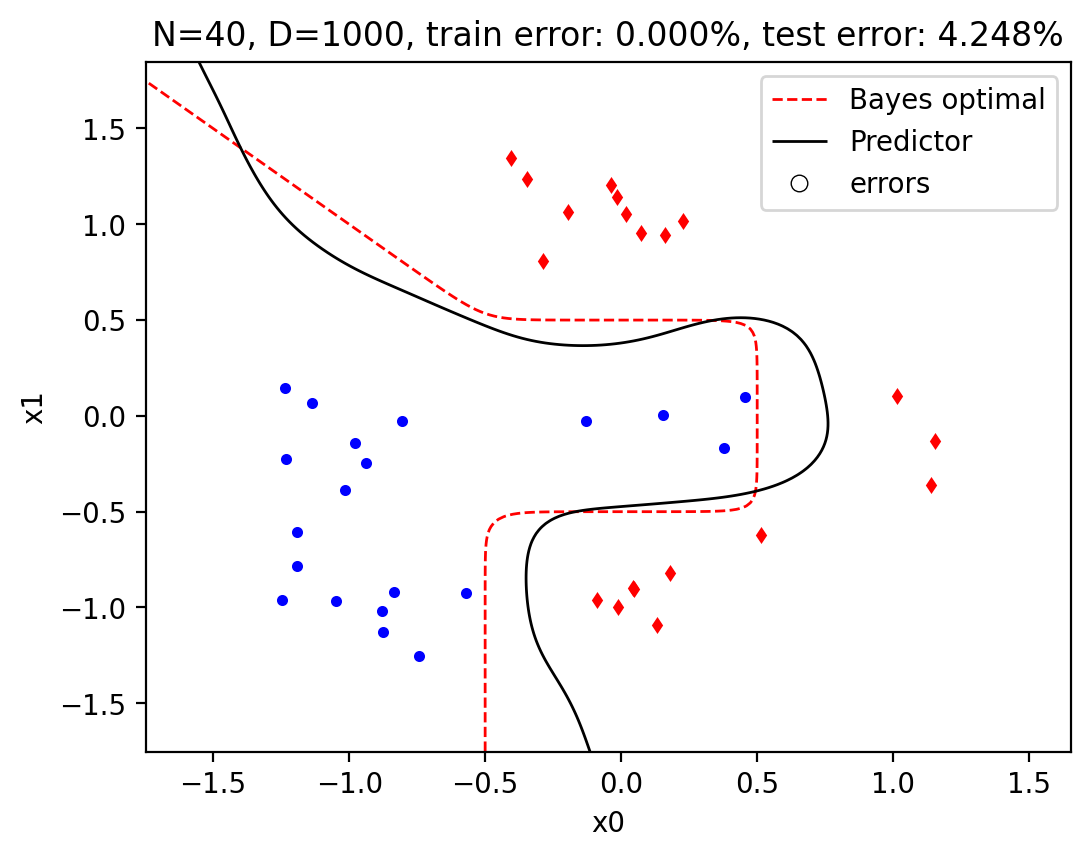 N=40, D=1000, train error: 0.000%, test error: 4.248%
Bayes optimal
Predictor
errors
1.5
1.0
0.5
0.0
−0.5
−1.0
−1.5
x1
−1.5 −1.0 −0.5 0.0 0.5 1.0 1.5
x0